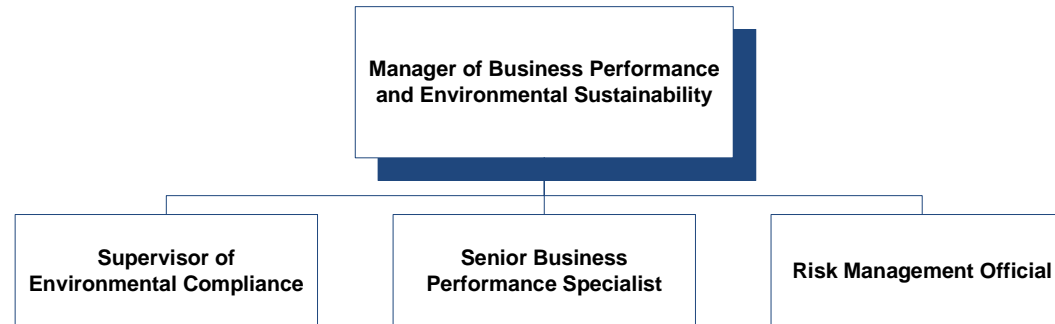 Manager of Business Performance
and Environmental Sustainability
Supervisor of
Environmental Compliance
Senior Business
Performance Specialist
Risk Management Official